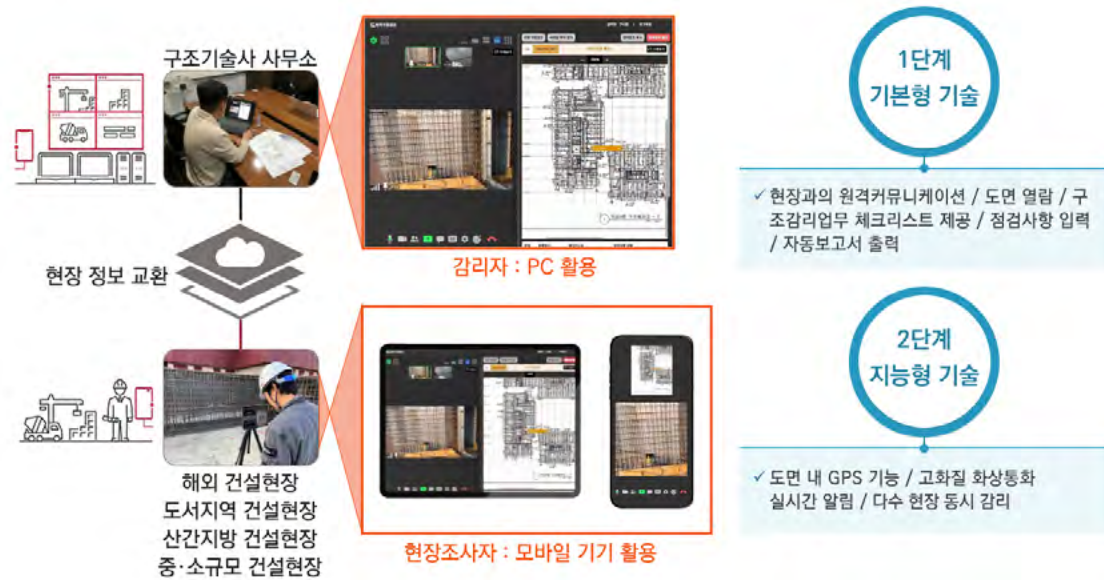 구조기술사 사무소
현장 정보 교환
해외 건설현장
도서지역 건설현장
산간지방 건설현장
중·소규모 건설현장
감리자 : PC 활용
현장조사자 : 모바일 기기 활용
1단계
기본형 기술
✓ 현장과의 원격커뮤니케이션 / 도면 열람 / 구
조감리업무 체크리스트 제공 / 점검사항 입력
/ 자동보고서 출력
2단계
지능형 기술
✓ 도면 내 GPS 기능 / 고화질 화상통화
실시간 알림 / 다수 현장 동시 감리